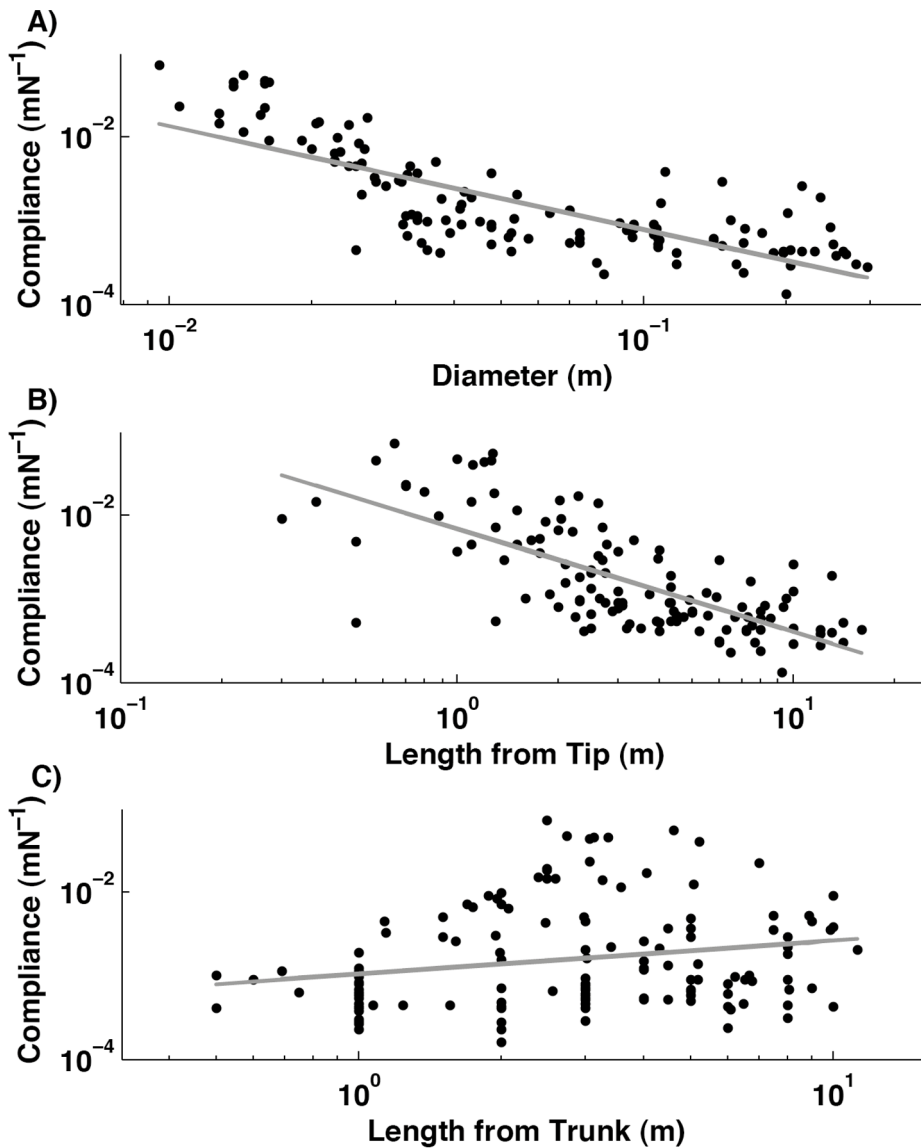 A)
Compliance (mN⁻¹)
10⁻²
10⁻⁴
10⁻²
10⁻¹
Diameter (m)
B)
Compliance (mN⁻¹)
10⁻²
10⁻⁴
10⁻¹
10⁰
10¹
Length from Tip (m)
C)
Compliance (mN⁻¹)
10⁻²
10⁻⁴
10⁰
10¹
Length from Trunk (m)